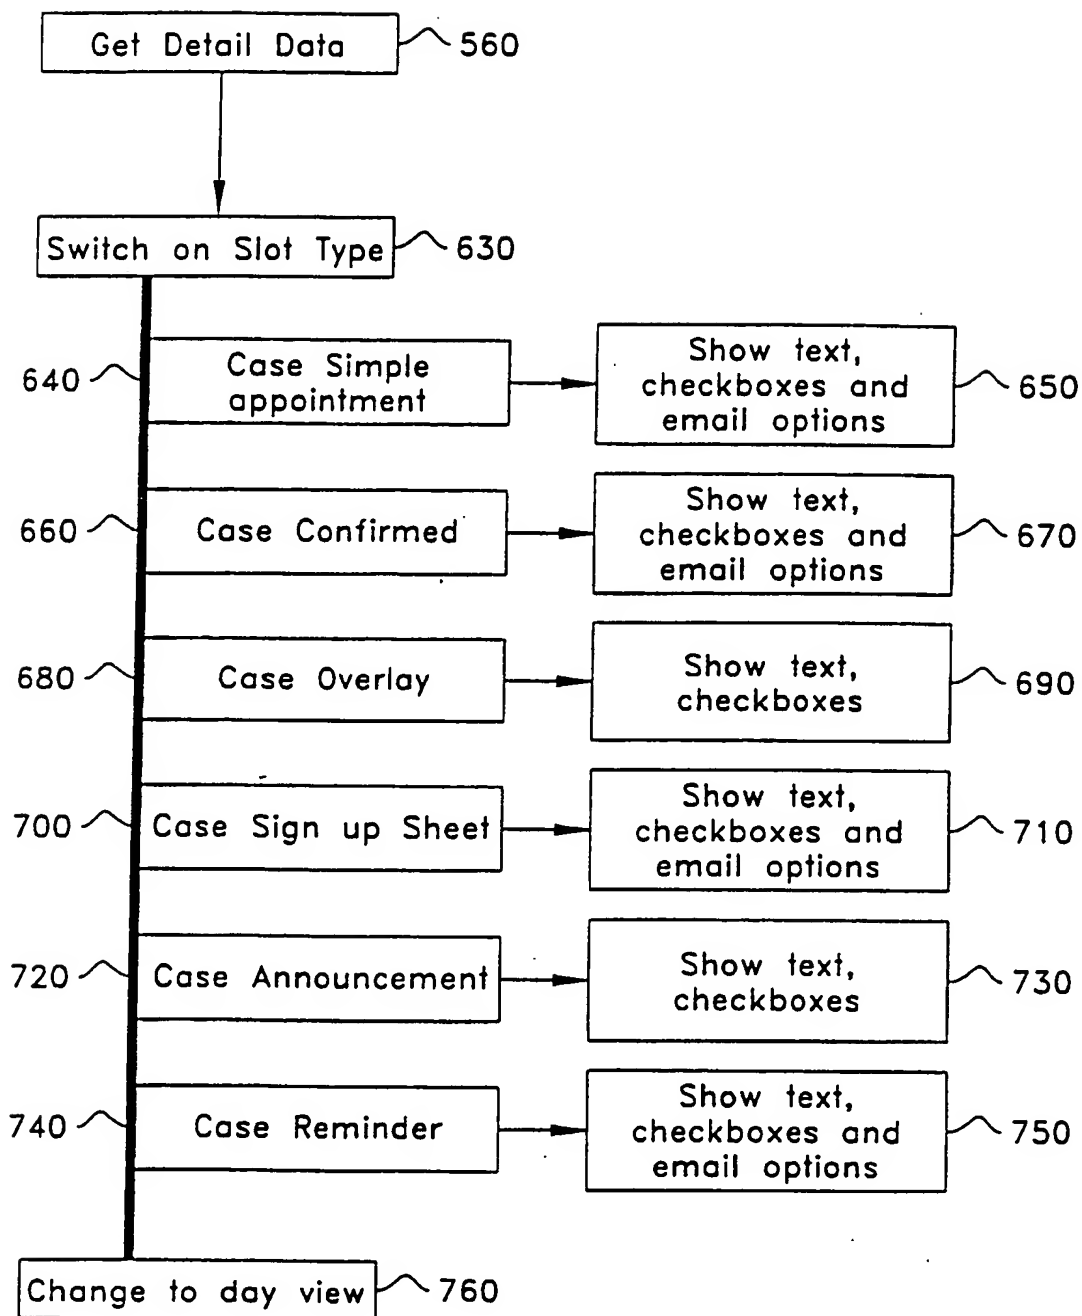 Get Detail Data 560
Switch on Slot Type 630
640
Case Simple
appointment
Show text,
checkboxes and
email options
650
660
Case Confirmed
Show text,
checkboxes and
email options
670
680
Case Overlay
Show text,
checkboxes
690
700
Case Sign up Sheet
Show text,
checkboxes and
email options
710
720
Case Announcement
Show text,
checkboxes
730
740
Case Reminder
Show text,
checkboxes and
email options
750
Change to day view 760